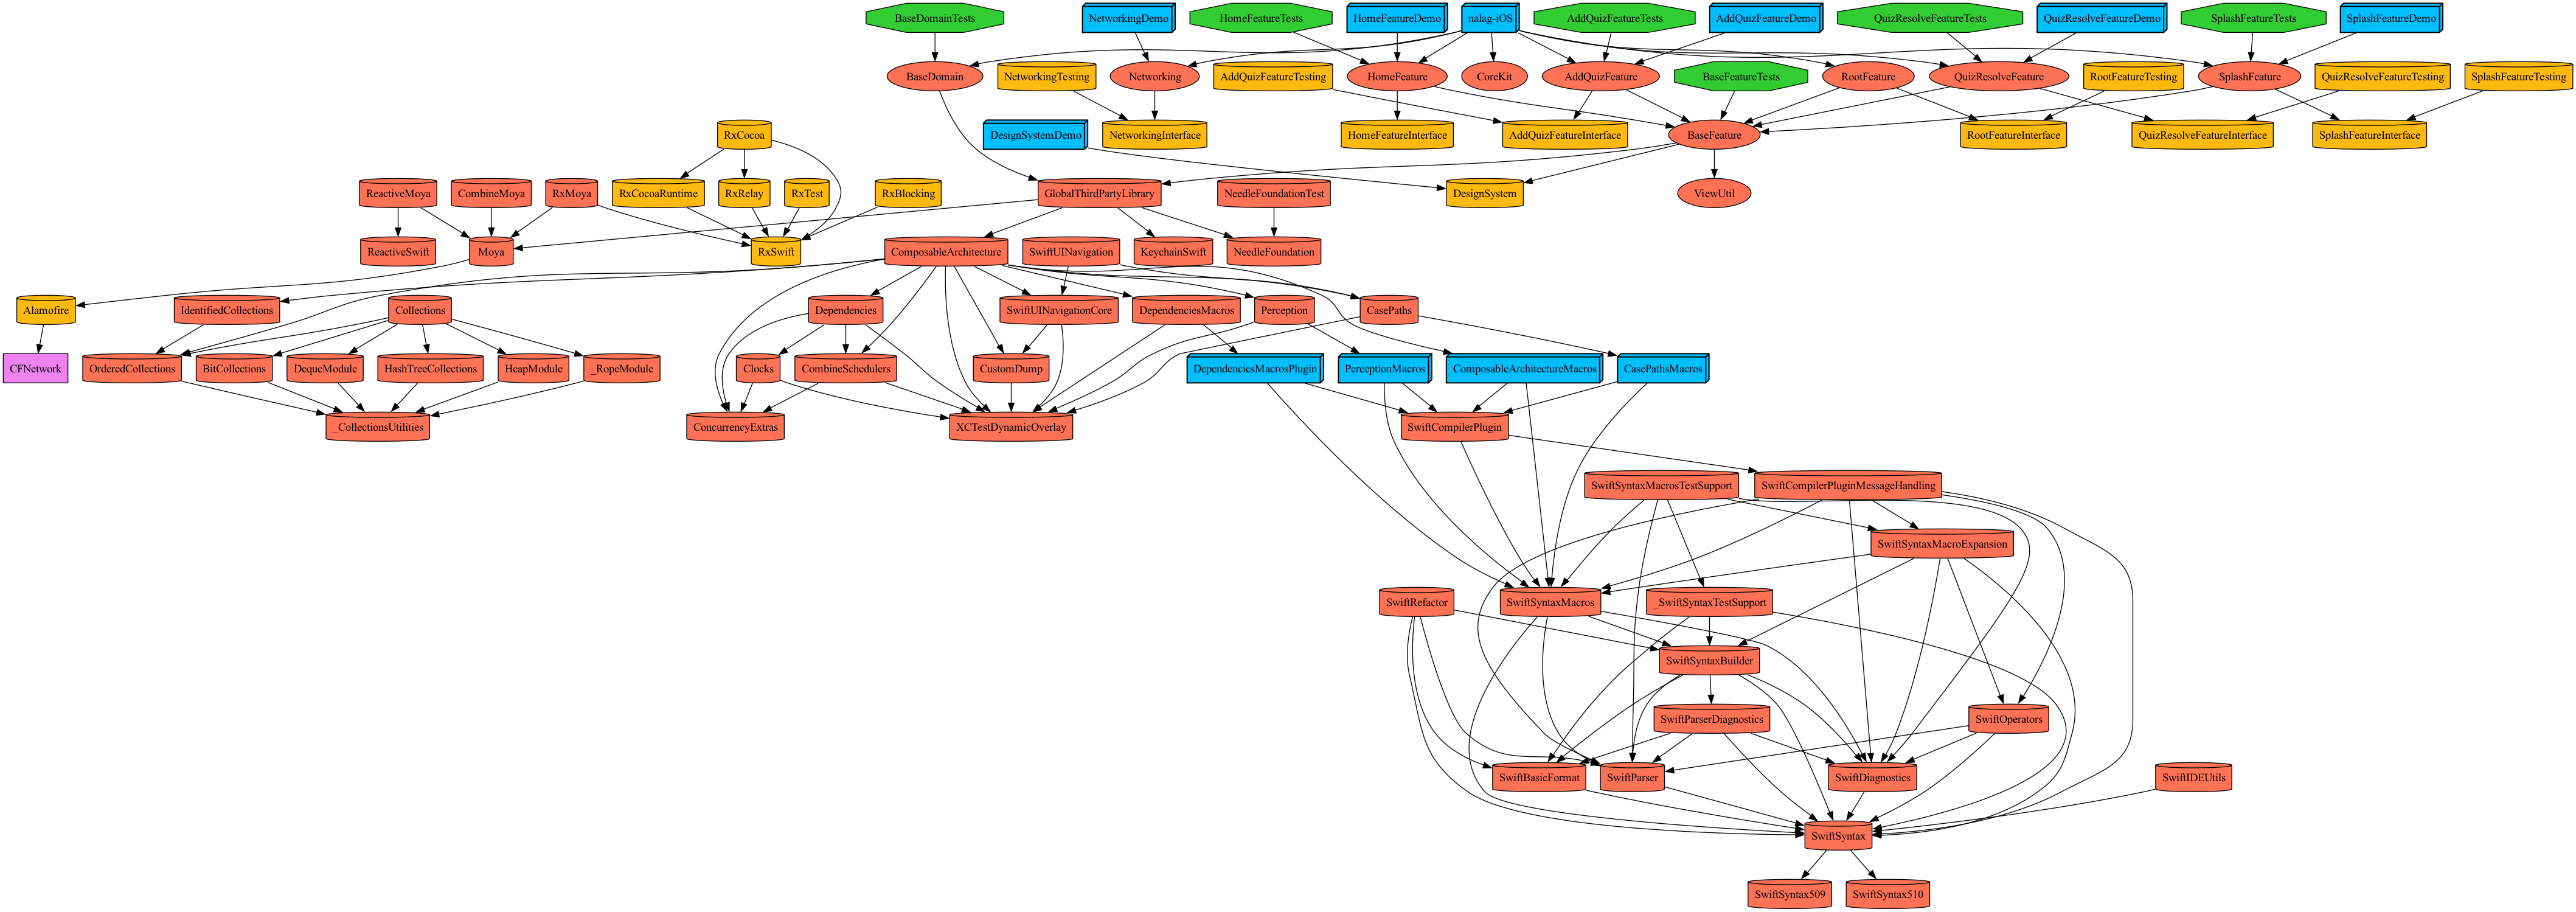 BaseDomainTests
NetworkingDemo
HomeFeatureTests
HomeFeatureDemo
nalag-iOS
AddQuizFeatureTests
AddQuizFeatureDemo
QuizResolveFeatureTests
QuizResolveFeatureDemo
SplashFeatureTests
SplashFeatureDemo
BaseDomain
NetworkingTesting
Networking
AddQuizFeatureTesting
HomeFeature
CoreKit
AddQuizFeature
BaseFeatureTests
RootFeature
QuizResolveFeature
RootFeatureTesting
SplashFeature
QuizResolveFeatureTesting
SplashFeatureTesting
RxCocoa
DesignSystemDemo
NetworkingInterface
HomeFeatureInterface
AddQuizFeatureInterface
BaseFeature
RootFeatureInterface
QuizResolveFeatureInterface
SplashFeatureInterface
ReactiveMoya
CombineMoya
RxMoya
RxCocoaRuntime
RxRelay
RxTest
RxBlocking
GlobalThirdPartyLibrary
NeedleFoundationTest
DesignSystem
ViewUtil
ReactiveSwift
Moya
RxSwift
ComposableArchitecture
SwiftUINavigation
KeychainSwift
NeedleFoundation
Alamofire
IdentifiedCollections
Collections
Dependencies
SwiftUINavigationCore
DependenciesMacros
Perception
CasePaths
CFNetwork
OrderedCollections
BitCollections
DequeModule
HashTreeCollections
HeapModule
_RopeModule
Clocks
CombineSchedulers
CustomDump
DependenciesMacrosPlugin
PerceptionMacros
ComposableArchitectureMacros
CasePathsMacros
_CollectionsUtilities
ConcurrencyExtras
XCTestDynamicOverlay
SwiftCompilerPlugin
SwiftSyntaxMacrosTestSupport
SwiftCompilerPluginMessageHandling
SwiftSyntaxMacroExpansion
SwiftRefactor
SwiftSyntaxMacros
_SwiftSyntaxTestSupport
SwiftSyntaxBuilder
SwiftParserDiagnostics
SwiftOperators
SwiftBasicFormat
SwiftParser
SwiftDiagnostics
SwiftIDEUtils
SwiftSyntax
SwiftSyntax509
SwiftSyntax510